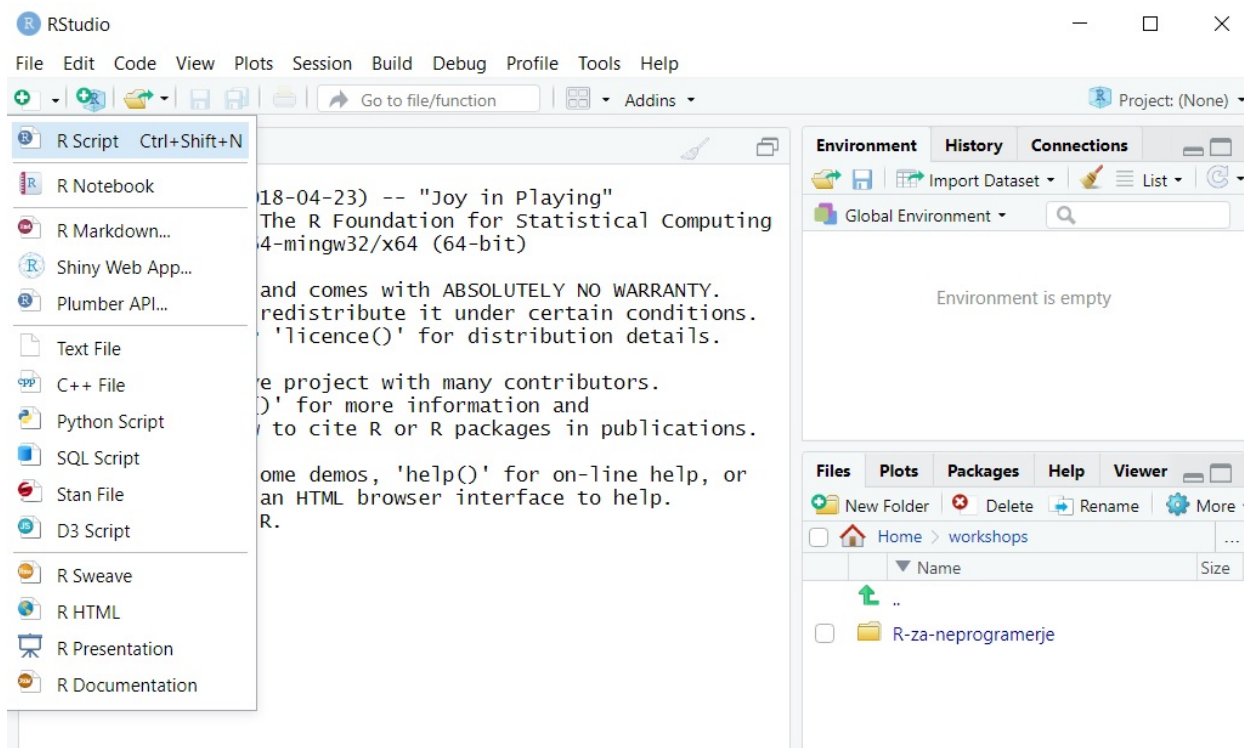 RStudio
File Edit Code View Plots Session Build Debug Profile Tools Help
Go to file/function Addins Project: (None)
R Script Ctrl+Shift+N
R Notebook
R Markdown...
Shiny Web App...
Plumber API...
Text File
C++ File
Python Script
SQL Script
Stan File
D3 Script
R Sweave
R HTML
R Presentation
R Documentation
18-04-23) -- "Joy in Playing"
The R Foundation for Statistical Computing
4-mingw32/x64 (64-bit)
and comes with ABSOLUTELY NO WARRANTY.
redistribute it under certain conditions.
'licence()' for distribution details.
e project with many contributors.
)' for more information and
to cite R or R packages in publications.
ome demos, 'help()' for on-line help, or
an HTML browser interface to help.
R.
Environment History Connections
Import Dataset List
Global Environment
Environment is empty
Files Plots Packages Help Viewer
New Folder Delete Rename More
Home workshops ...
Name Size
..
R-za-neprogramerje